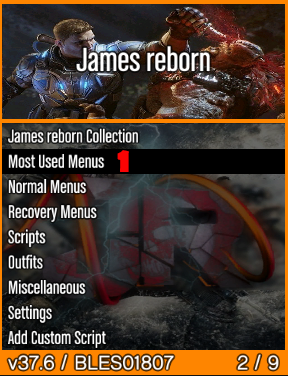 James reborn
James reborn Collection
Most Used Menus 1
Normal Menus
Recovery Menus
Scripts
Outfits
Miscellaneous
Settings
Add Custom Script
v37.6 / BLES01807 2 / 9